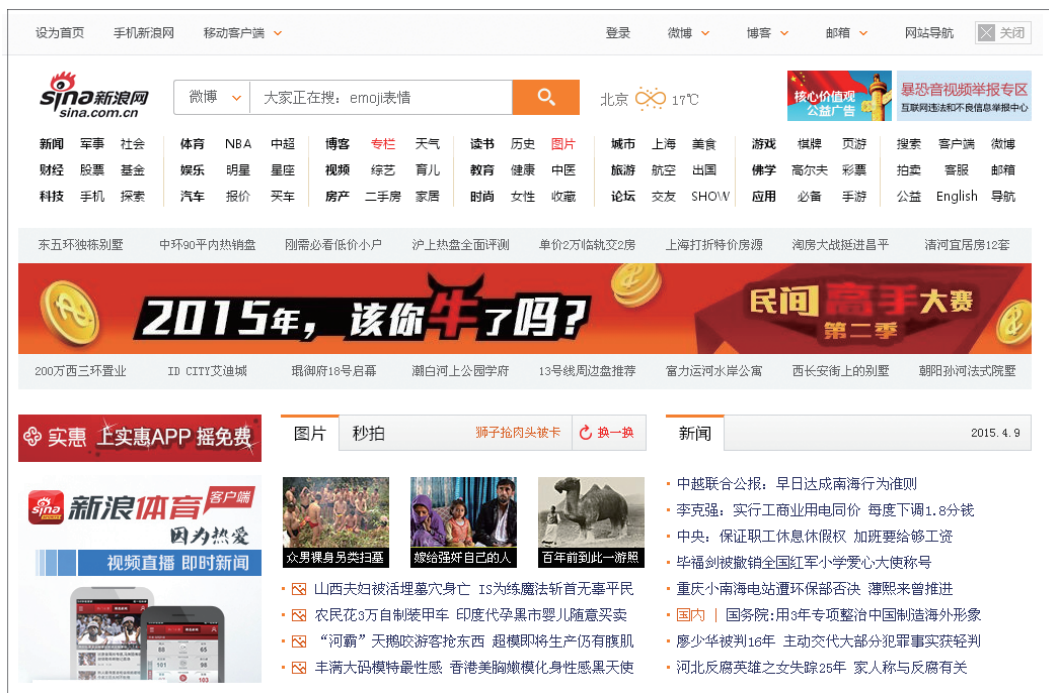 设为首页 手机新浪网 移动客户端 登录 微博 博客 邮箱 网站导航 关闭
sina新浪网
sina.com.cn
微博 大家正在搜：emoji表情
北京 17℃
核心价值观
公益广告
暴恐音视频举报专区
互联网违法和不良信息举报中心
新闻 军事 社会 体育 NBA 中超 博客 专栏 天气 读书 历史 图片 城市 上海 美食 游戏 棋牌 页游 搜索 客户端 微博
财经 股票 基金 娱乐 明星 星座 视频 综艺 育儿 教育 健康 中医 旅游 航空 出国 佛学 高尔夫 彩票 拍卖 客服 邮箱
科技 手机 探索 汽车 报价 买车 房产 二手房 家居 时尚 女性 收藏 论坛 交友 SHOW 应用 必备 手游 公益 English 导航
东五环独栋别墅 中环90平内热销盘 刚需必看低价小户 沪上热盘全面评测 单价2万临轨交2房 上海打折特价房源 淘房大战挺进昌平 清河宜居房12套
2015年，该你牛了吗?
民间高手大赛
第二季
200万西三环置业 ID CITY艾迪城 琨御府18号启幕 潮白河上公园学府 13号线周边盘推荐 富力运河水岸公寓 西长安街上的别墅 朝阳孙河法式院墅
实惠 上实惠APP 摇免费
sina
新浪体育客户端
因为热爱
视频直播 即时新闻
图片 秒拍 狮子抢肉头被卡 换一换
众男裸身另类扫墓 嫁给强奸自己的人 百年前到此一游照
山西夫妇被活埋墓穴身亡 IS为练魔法斩首无辜平民
农民花3万自制装甲车 印度代孕黑市婴儿随意买卖
“河霸”天鹅咬游客抢东西 超模即将生产仍有腹肌
丰满大码模特最性感 香港美胸嫩模化身性感黑天使
新闻 2015.4.9
中越联合公报：早日达成南海行为准则
李克强：实行工商业用电同价 每度下调1.8分钱
中央：保证职工休息休假权 加班要给够工资
毕福剑被撤销全国红军小学爱心大使称号
重庆小南海电站遭环保部否决 薄熙来曾推进
国内 | 国务院:用3年专项整治中国制造海外形象
廖少华被判16年 主动交代大部分犯罪事实获轻判
河北反腐英雄之女失踪25年 家人称与反腐有关